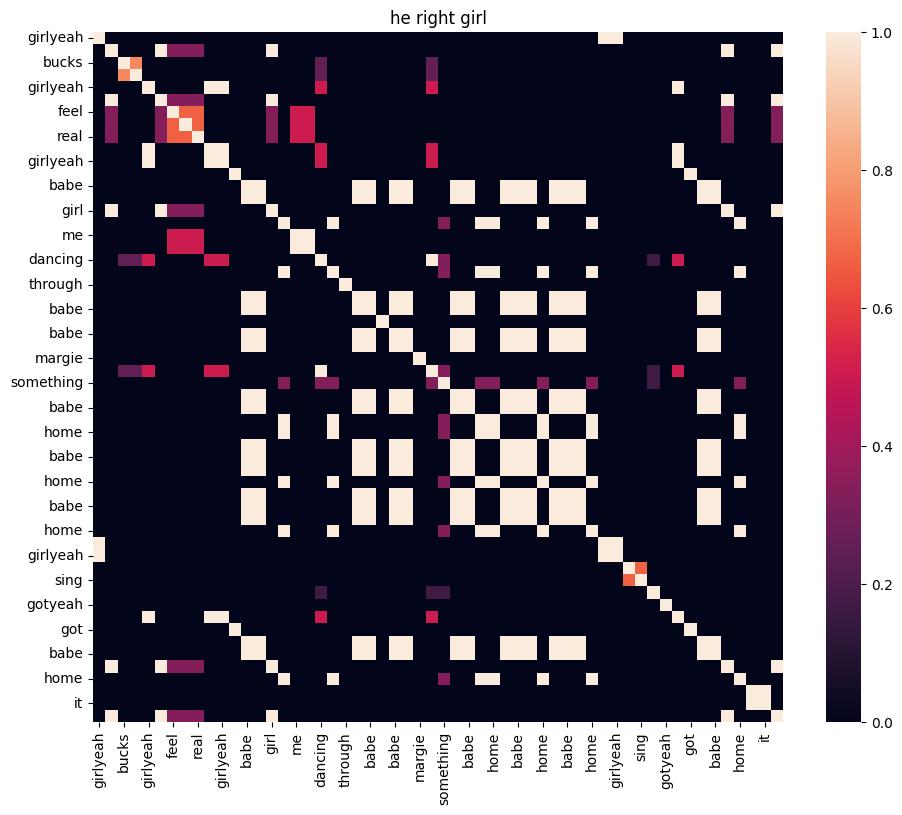 he right girl
girlyeah
bucks
girlyeah
feel
real
girlyeah
babe
girl
me
dancing
through
babe
babe
margie
something
babe
home
babe
home
babe
home
girlyeah
sing
gotyeah
got
babe
home
it
girlyeah
bucks
girlyeah
feel
real
girlyeah
babe
girl
me
dancing
through
babe
babe
margie
something
babe
home
babe
home
babe
home
girlyeah
sing
gotyeah
got
babe
home
it
1.0
0.8
0.6
0.4
0.2
0.0